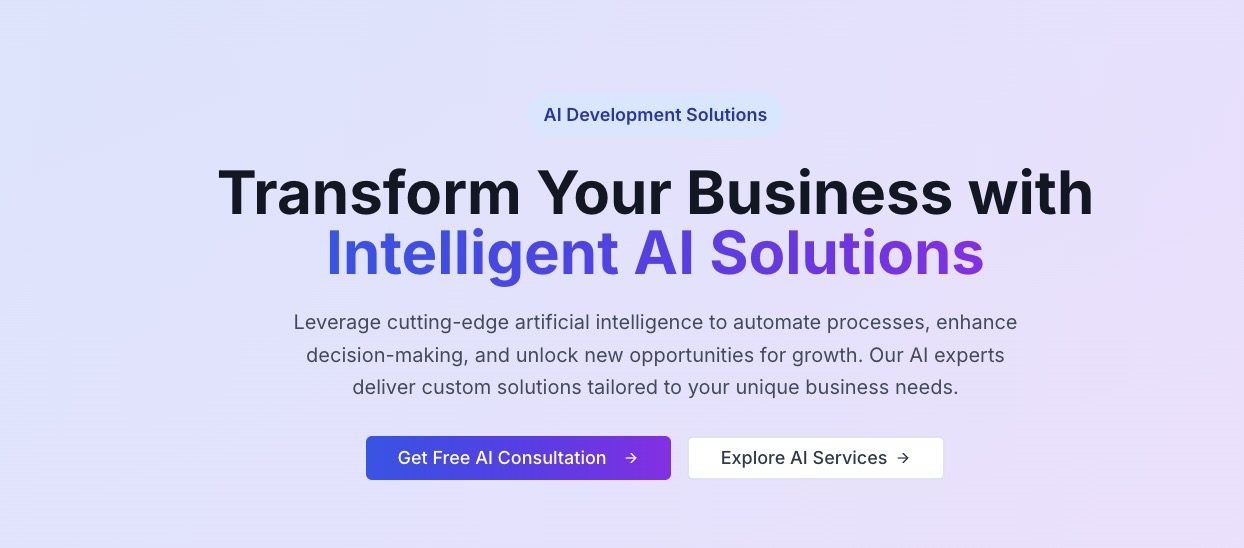 AI Development Solutions
Transform Your Business with
Intelligent AI Solutions
Leverage cutting-edge artificial intelligence to automate processes, enhance
decision-making, and unlock new opportunities for growth. Our AI experts
deliver custom solutions tailored to your unique business needs.
Get Free AI Consultation →
Explore AI Services →